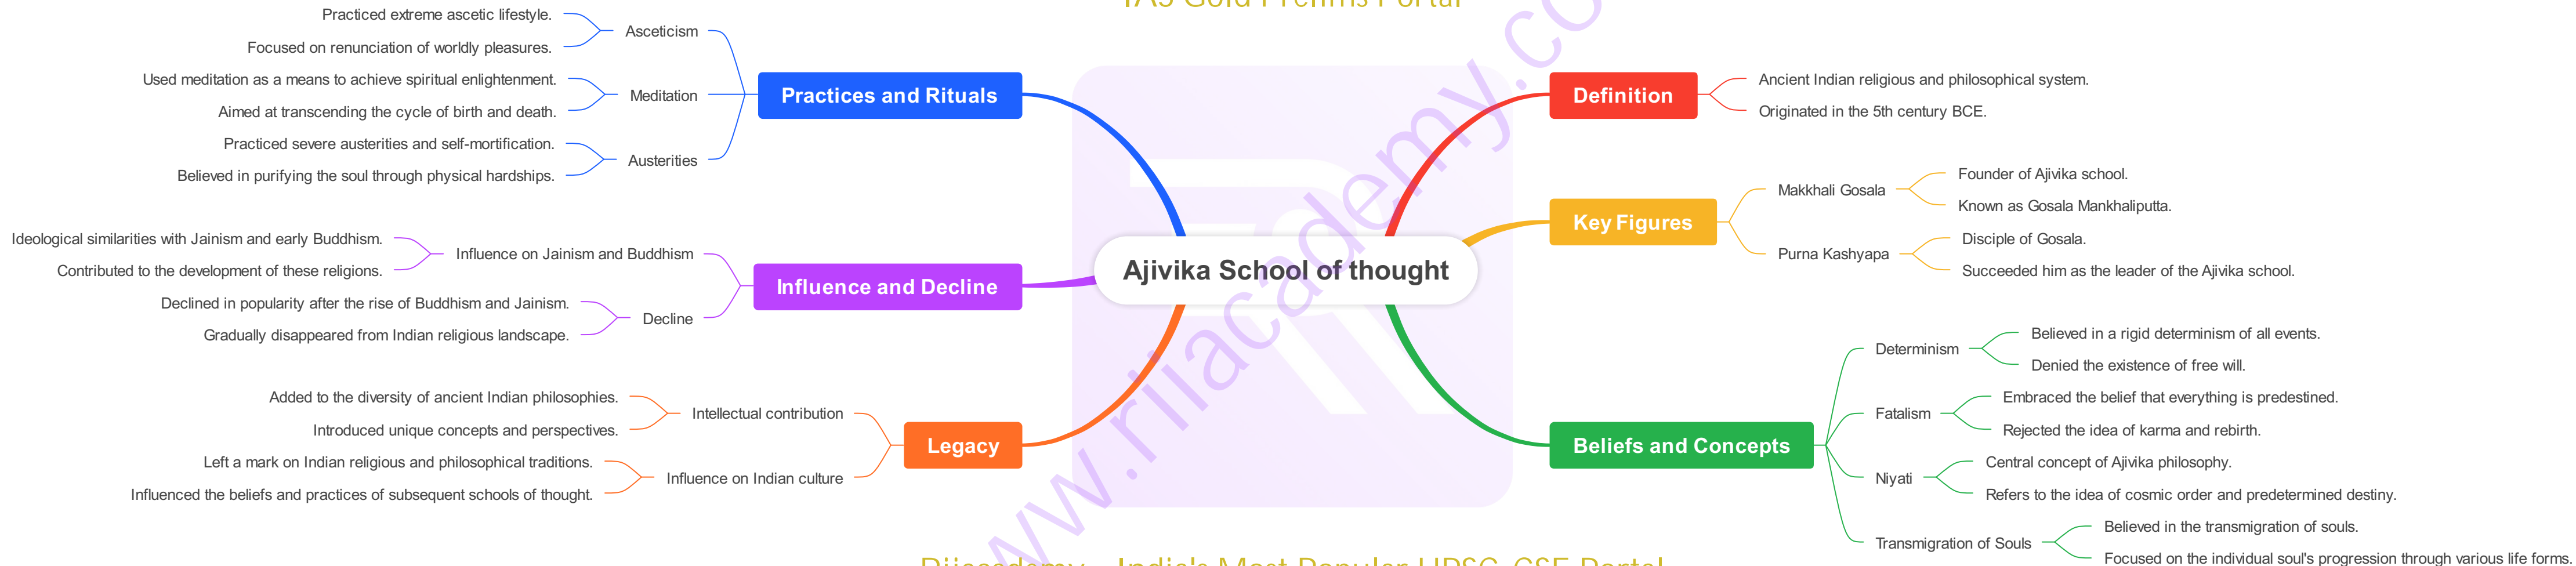 IAS Gold Prelims Portal
Ajivika School of thought
Practices and Rituals
Asceticism
Practiced extreme ascetic lifestyle.
Focused on renunciation of worldly pleasures.
Meditation
Used meditation as a means to achieve spiritual enlightenment.
Aimed at transcending the cycle of birth and death.
Austerities
Practiced severe austerities and self-mortification.
Believed in purifying the soul through physical hardships.
Influence and Decline
Influence on Jainism and Buddhism
Ideological similarities with Jainism and early Buddhism.
Contributed to the development of these religions.
Decline
Declined in popularity after the rise of Buddhism and Jainism.
Gradually disappeared from Indian religious landscape.
Legacy
Intellectual contribution
Added to the diversity of ancient Indian philosophies.
Introduced unique concepts and perspectives.
Influence on Indian culture
Left a mark on Indian religious and philosophical traditions.
Influenced the beliefs and practices of subsequent schools of thought.
Definition
Ancient Indian religious and philosophical system.
Originated in the 5th century BCE.
Key Figures
Makkhali Gosala
Founder of Ajivika school.
Known as Gosala Mankhaliputta.
Purna Kashyapa
Disciple of Gosala.
Succeeded him as the leader of the Ajivika school.
Beliefs and Concepts
Determinism
Believed in a rigid determinism of all events.
Denied the existence of free will.
Fatalism
Embraced the belief that everything is predestined.
Rejected the idea of karma and rebirth.
Niyati
Central concept of Ajivika philosophy.
Refers to the idea of cosmic order and predetermined destiny.
Transmigration of Souls
Believed in the transmigration of souls.
Focused on the individual soul's progression through various life forms.
India's Most Popular UPSC-CSE Portal